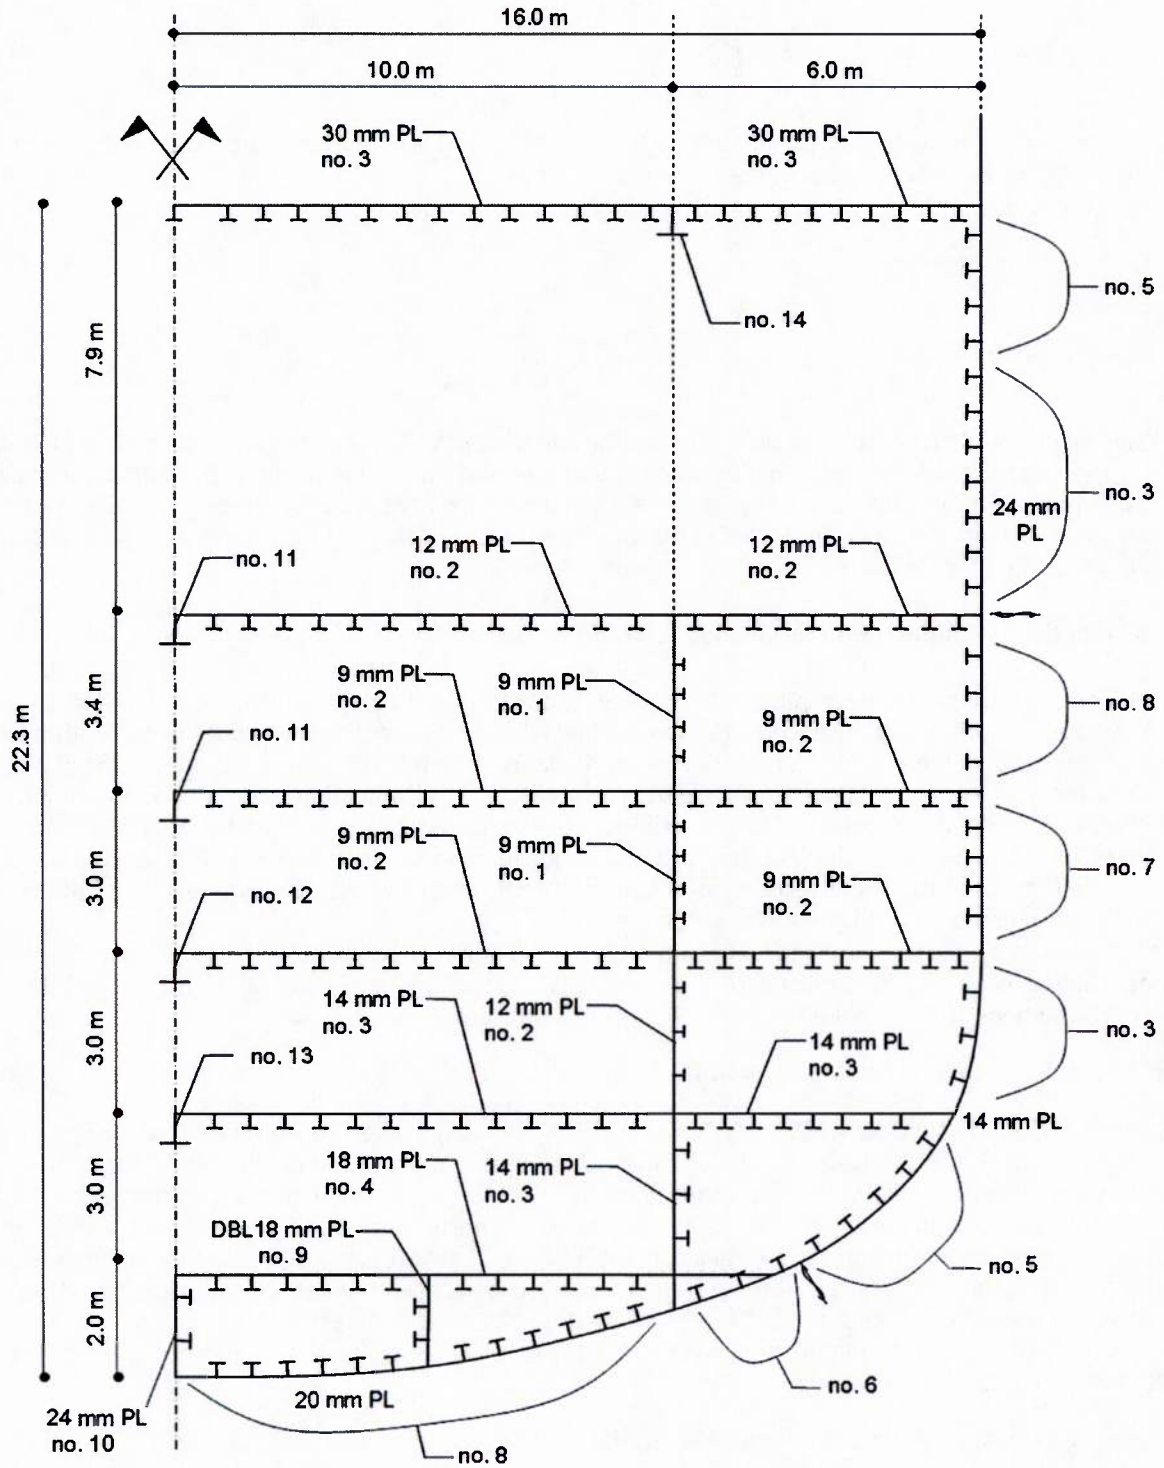 16.0 m
10.0 m
6.0 m
30 mm PL
no. 3
30 mm PL
no. 3
no. 5
no. 14
7.9 m
no. 3
24 mm
PL
no. 11
12 mm PL
no. 2
12 mm PL
no. 2
22.3 m
3.4 m
9 mm PL
no. 2
9 mm PL
no. 1
9 mm PL
no. 2
no. 8
no. 11
3.0 m
9 mm PL
no. 2
9 mm PL
no. 1
9 mm PL
no. 2
no. 7
no. 12
3.0 m
14 mm PL
no. 3
12 mm PL
no. 2
14 mm PL
no. 3
no. 3
no. 13
14 mm PL
3.0 m
18 mm PL
no. 4
14 mm PL
no. 3
DBL18 mm PL
no. 9
no. 5
2.0 m
20 mm PL
no. 6
24 mm PL
no. 10
no. 8